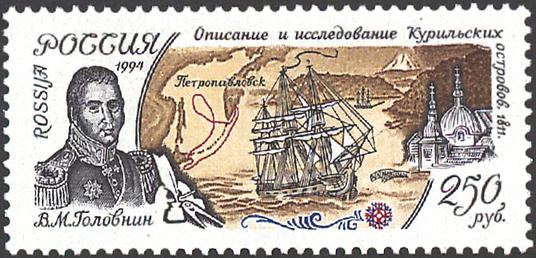 РОССИЯ
ROSSIJA
1994
Описание и исследование Курильских островов, 1811.
Петропавловск
В.М.Головнин
250
руб.